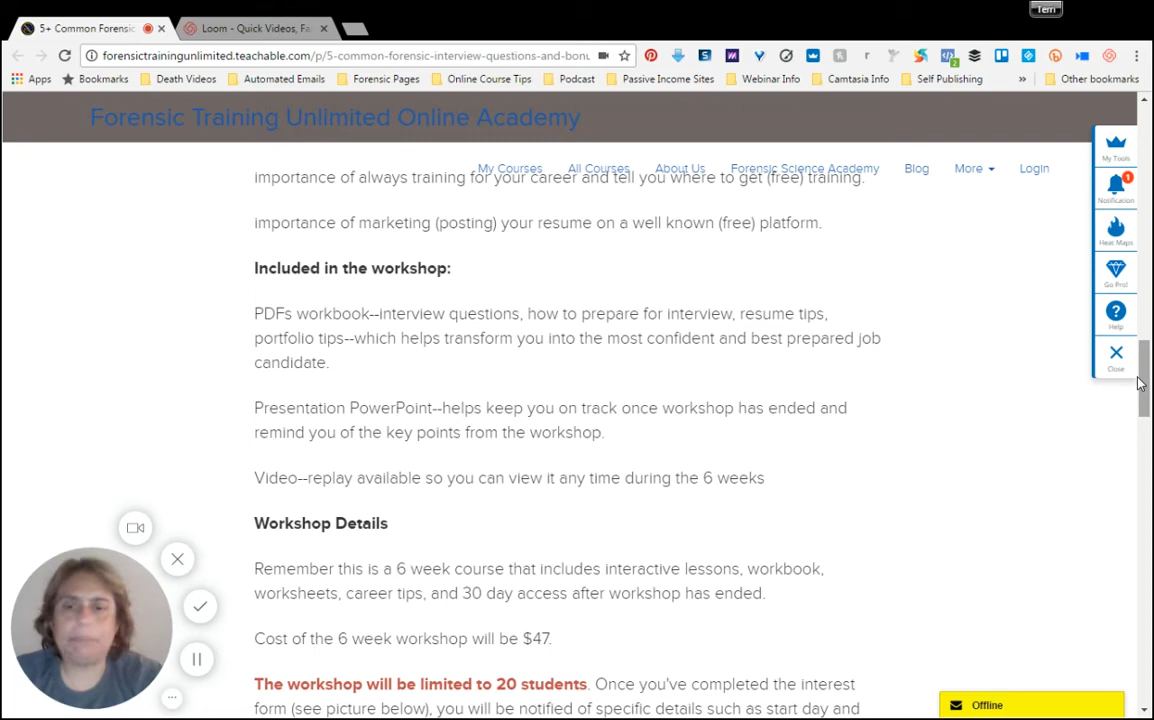 Terri
5+ Common Forensic
Loom - Quick Videos, Fa
forensictrainingunlimited.teachable.com/p/5-common-forensic-interview-questions-and-bonu
Apps
Bookmarks
Death Videos
Automated Emails
Forensic Pages
Online Course Tips
Podcast
Passive Income Sites
Webinar Info
Camtasia Info
Self Publishing
»
Other bookmarks
Forensic Training Unlimited Online Academy
My Courses
All Courses
About Us
Forensic Science Academy
Blog
More
Login
importance of always training for your career and tell you where to get (free) training.
importance of marketing (posting) your resume on a well known (free) platform.
Included in the workshop:
PDFs workbook--interview questions, how to prepare for interview, resume tips,
portfolio tips--which helps transform you into the most confident and best prepared job
candidate.
Presentation PowerPoint--helps keep you on track once workshop has ended and
remind you of the key points from the workshop.
Video--replay available so you can view it any time during the 6 weeks
Workshop Details
Remember this is a 6 week course that includes interactive lessons, workbook,
worksheets, career tips, and 30 day access after workshop has ended.
Cost of the 6 week workshop will be $47.
The workshop will be limited to 20 students. Once you've completed the interest
form (see picture below), you will be notified of specific details such as start day and
My Tools
1
Notification
Heat Maps
Go Pro!
Help
Close
Offline